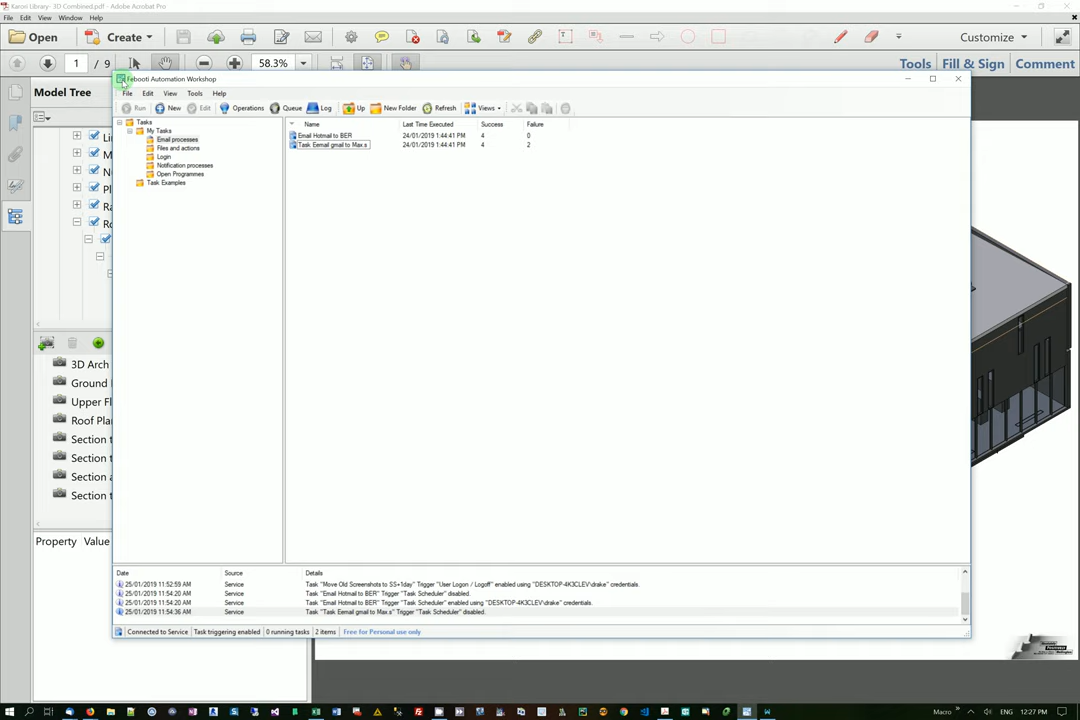 Karori Library- 3D Combined.pdf - Adobe Acrobat Pro
File Edit View Window Help
Open Create Customize
1 / 9 58.3% Tools Fill & Sign Comment
Febooti Automation Workshop
Model Tree
File Edit View Tools Help
Run New Edit Operations Queue Log Up New Folder Refresh Views
Tasks
My Tasks
Email processes
Files and actions
Login
Notification processes
Open Programmes
Task Examples
Name Last Time Executed Success Failure
Email Hotmail to BER 24/01/2019 1:44:41 PM 4 0
Task Eemail gmail to Max.s 24/01/2019 1:44:41 PM 4 2
3D Arch
Ground
Upper Fl
Roof Pla
Section t
Section t
Section a
Section t
Property Value
Date Source Details
25/01/2019 11:52:59 AM Service Task "Move Old Screenshots to SS+1day" Trigger "User Logon / Logoff" enabled using "DESKTOP-4K3CLEV\drake" credentials.
25/01/2019 11:54:20 AM Service Task "Email Hotmail to BER" Trigger "Task Scheduler" disabled.
25/01/2019 11:54:20 AM Service Task "Email Hotmail to BER" Trigger "Task Scheduler" enabled using "DESKTOP-4K3CLEV\drake" credentials.
25/01/2019 11:54:36 AM Service Task "Task Eemail gmail to Max.s" Trigger "Task Scheduler" disabled.
Connected to Service Task triggering enabled 0 running tasks 2 items Free for Personal use only
Macro ENG 12:27 PM